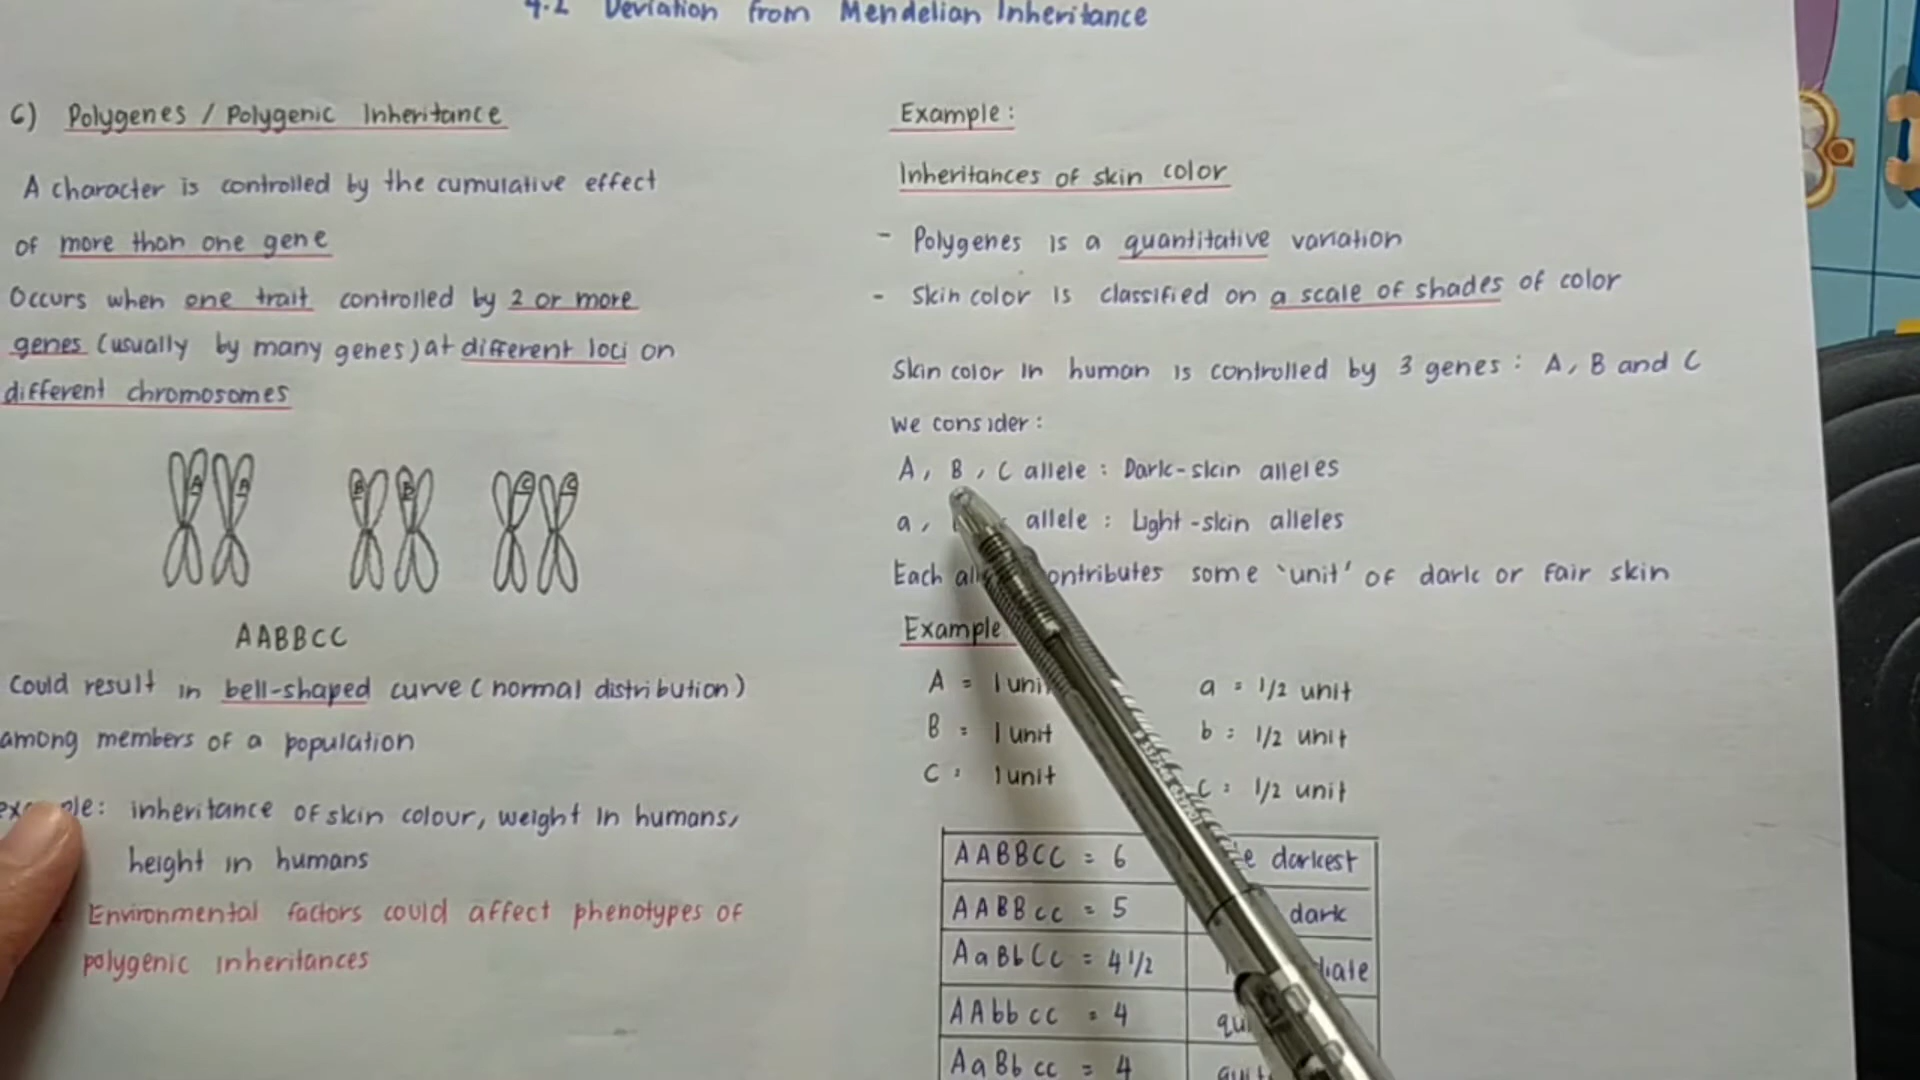 4.2 Deviation from Mendelian Inheritance
6) Polygenes / Polygenic Inheritance
A character is controlled by the cumulative effect
of more than one gene
Occurs when one trait controlled by 2 or more
genes (usually by many genes) at different loci on
different chromosomes
A A B B C C
AABBCC
Could result in bell-shaped curve (normal distribution)
among members of a population
example: inheritance of skin colour, weight in humans,
height in humans
Environmental factors could affect phenotypes of
polygenic inheritances
Example:
Inheritances of skin color
- Polygenes is a quantitative variation
- Skin color is classified on a scale of shades of color
Skin color in human is controlled by 3 genes: A, B and C
We consider:
A, B, C allele: Dark-skin alleles
a, allele: Light-skin alleles
Each contributes some 'unit' of dark or fair skin
Example
A = 1 unit a = 1/2 unit
B = 1 unit b = 1/2 unit
C = 1 unit c = 1/2 unit
AABBCC = 6 darkest
AABBcc = 5 dark
AaBbCc = 4 1/2
AAbbcc = 4
AaBbcc = 4